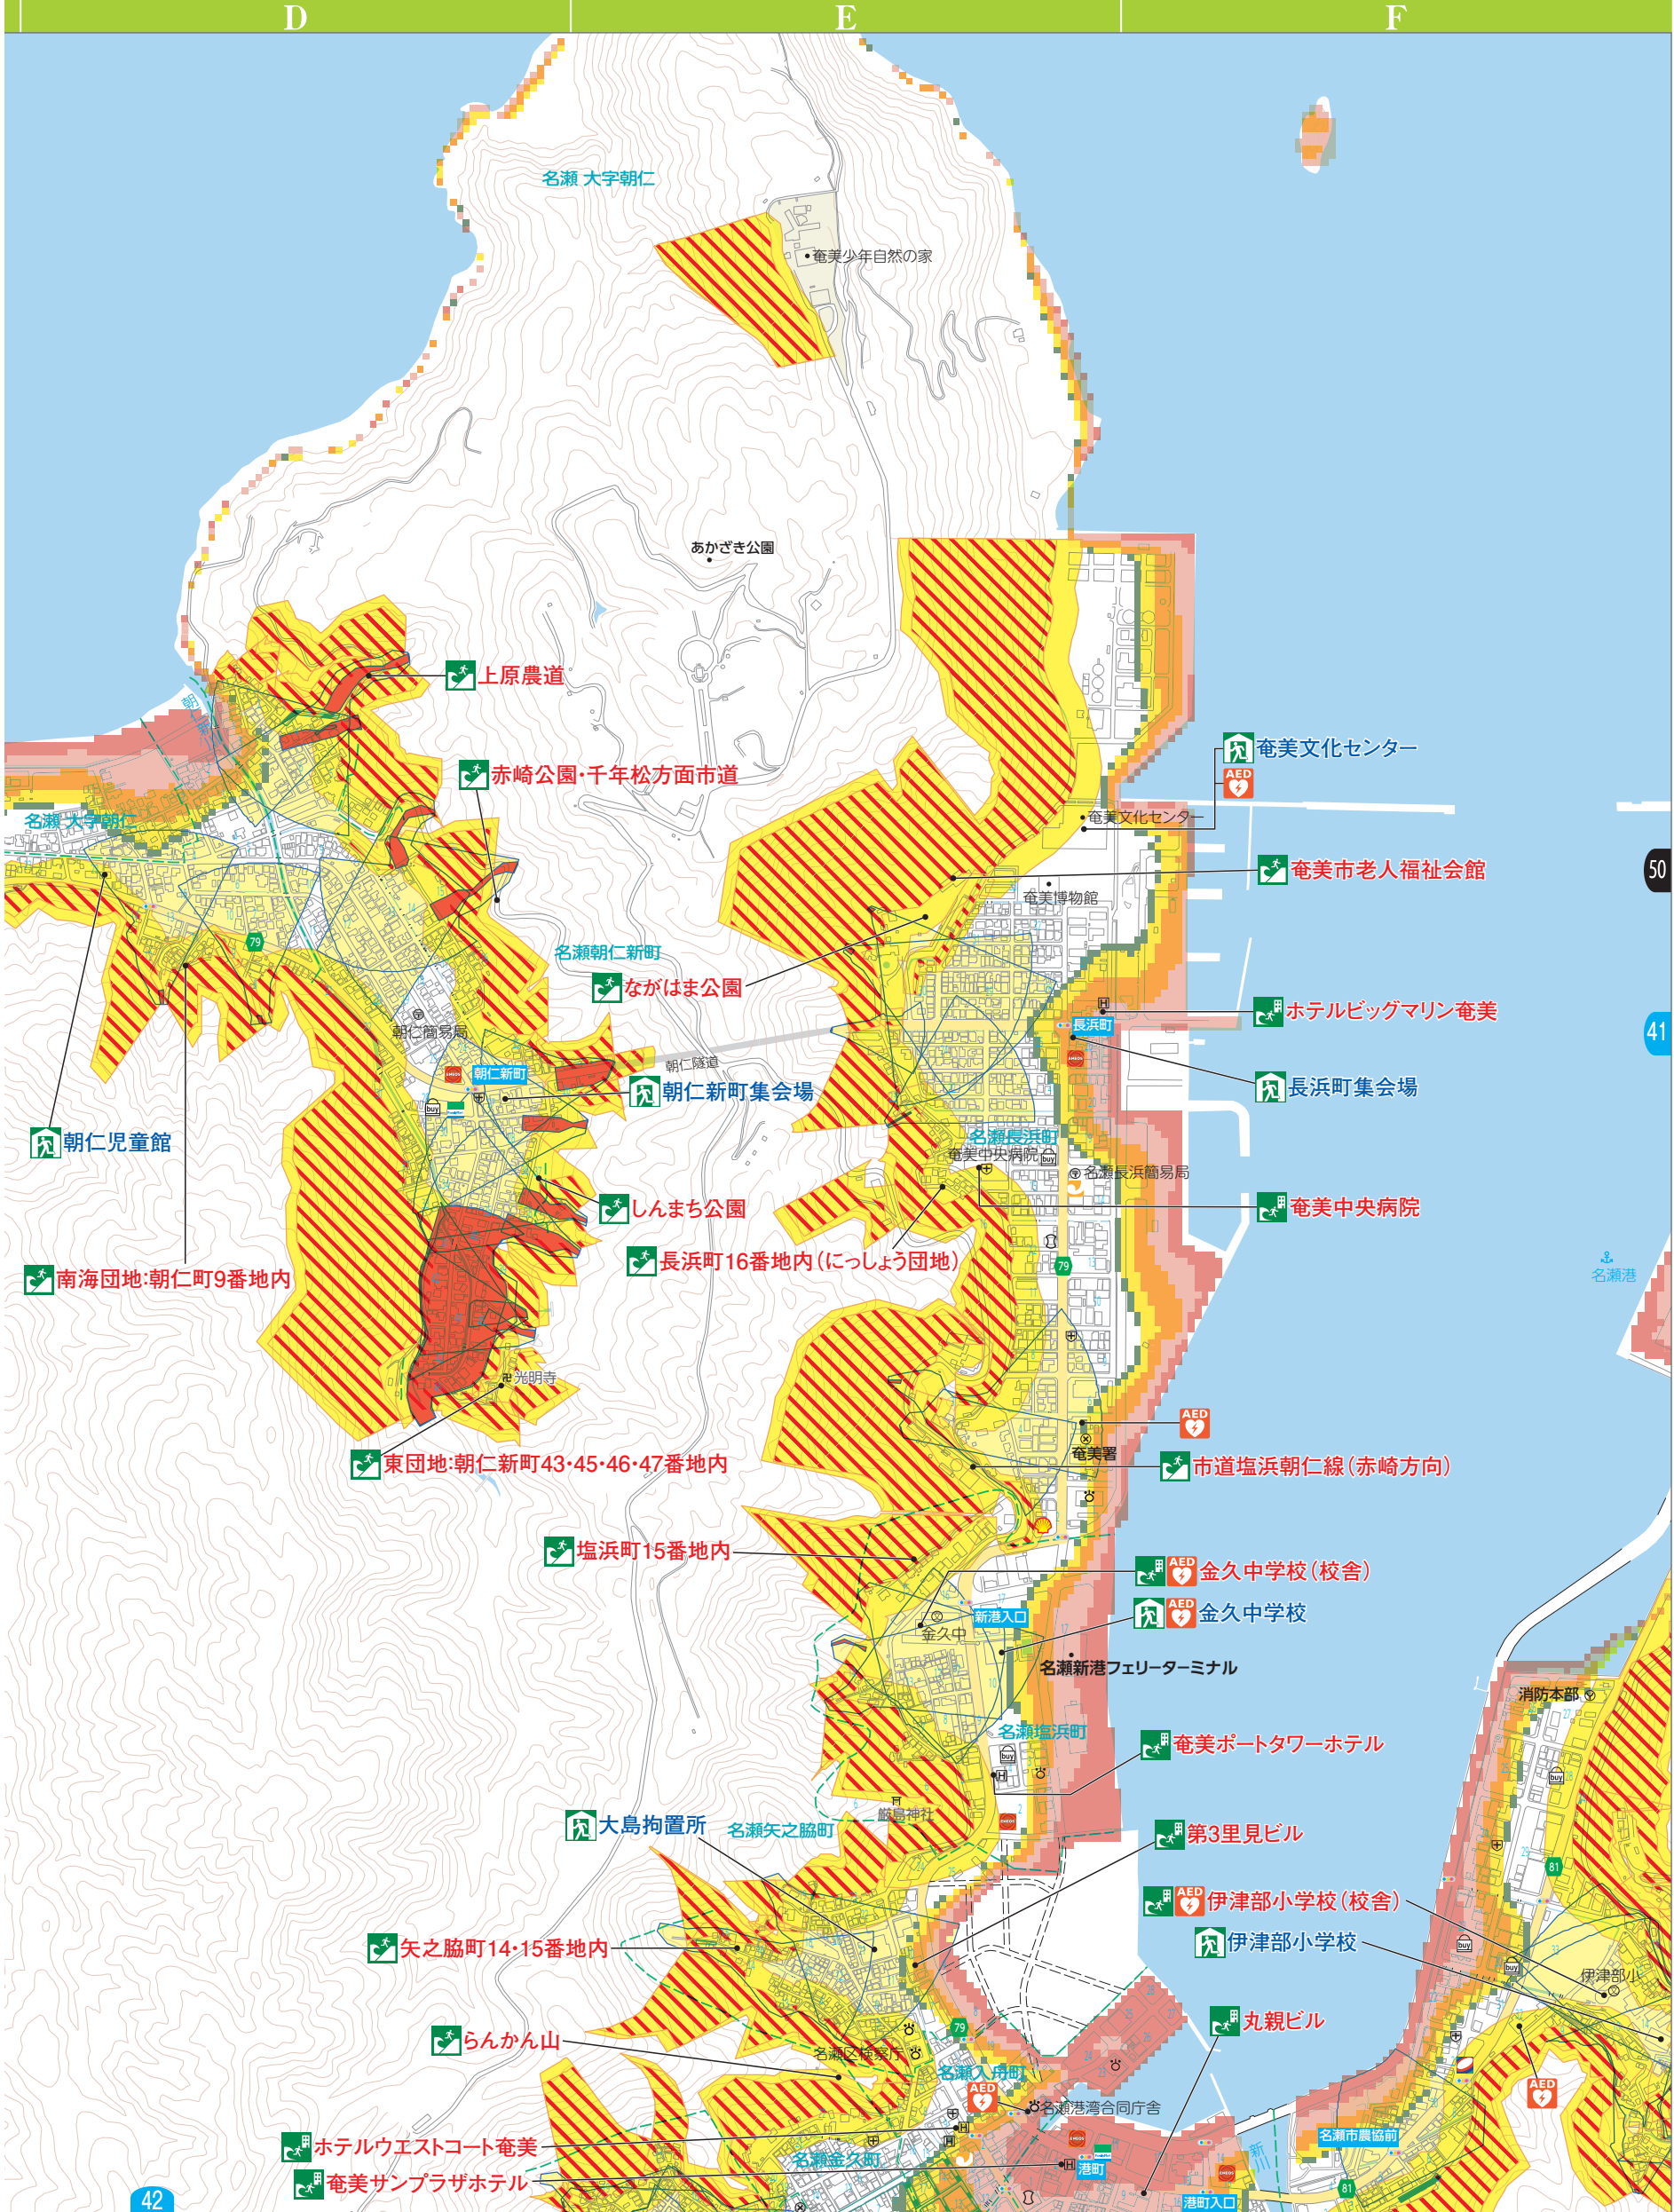 D
E
F
名瀬 大字朝仁
奄美少年自然の家
あかざき公園
上原農道
赤崎公園・千年松方面市道
奄美文化センター
AED
名瀬 大字朝仁
奄美文化センター
奄美市老人福祉会館
50
奄美博物館
79
名瀬朝仁新町
ながはま公園
朝仁簡易局
ホテルビッグマリン奄美
長浜町
41
朝仁隧道
朝仁新町
朝仁新町集会場
長浜町集会場
buy
朝仁児童館
名瀬長浜町
奄美中央病院
buy
名瀬長浜簡易局
しんまち公園
奄美中央病院
長浜町16番地内(にっしょう団地)
79
南海団地:朝仁町9番地内
名瀬港
光明寺
AED
奄美署
東団地:朝仁新町43・45・46・47番地内
市道塩浜朝仁線(赤崎方向)
塩浜町15番地内
AED
金久中学校(校舎)
AED
金久中学校
新港入口
金久中
名瀬新港フェリーターミナル
消防本部
名瀬塩浜町
奄美ポートタワーホテル
buy
buy
厳島神社
大島拘置所
名瀬矢之脇町
第3里見ビル
81
AED
伊津部小学校(校舎)
伊津部小学校
矢之脇町14・15番地内
buy
buy
伊津部小
丸親ビル
らんかん山
79
名瀬区検察庁
名瀬入舟町
AED
AED
名瀬港湾合同庁舎
ホテルウエストコート奄美
名瀬金久町
港町
新川
名瀬市農協前
奄美サンプラザホテル
81
港町入口
42